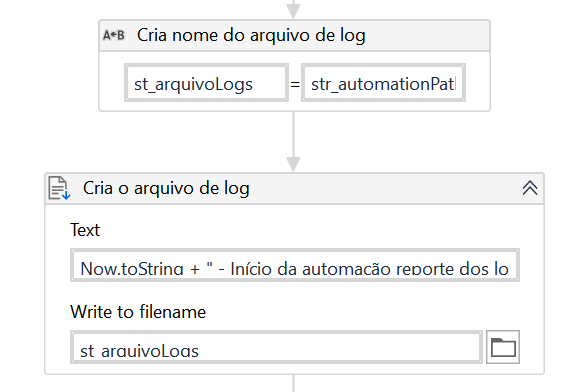 A←B Cria nome do arquivo de log
st_arquivoLogs = str_automationPatl
Cria o arquivo de log
Text
Now.toString + " - Início da automação reporte dos lo
Write to filename
st_arquivoLogs